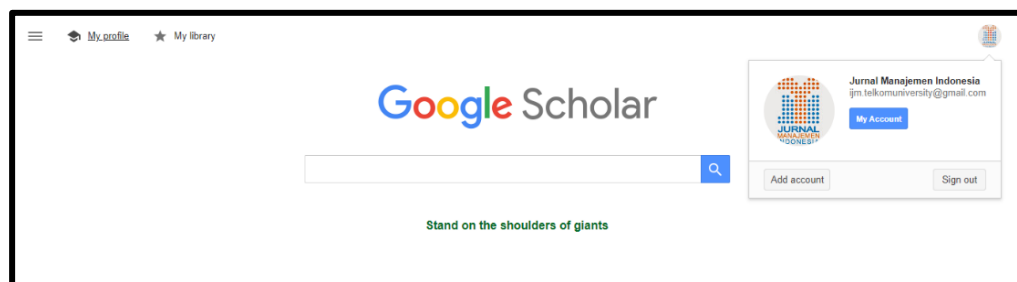 My profile My library
Google Scholar
Stand on the shoulders of giants
JURNAL
MANAJEMEN
INDONESIA
Jurnal Manajemen Indonesia
ijm.telkomuniversity@gmail.com
My Account
Add account Sign out